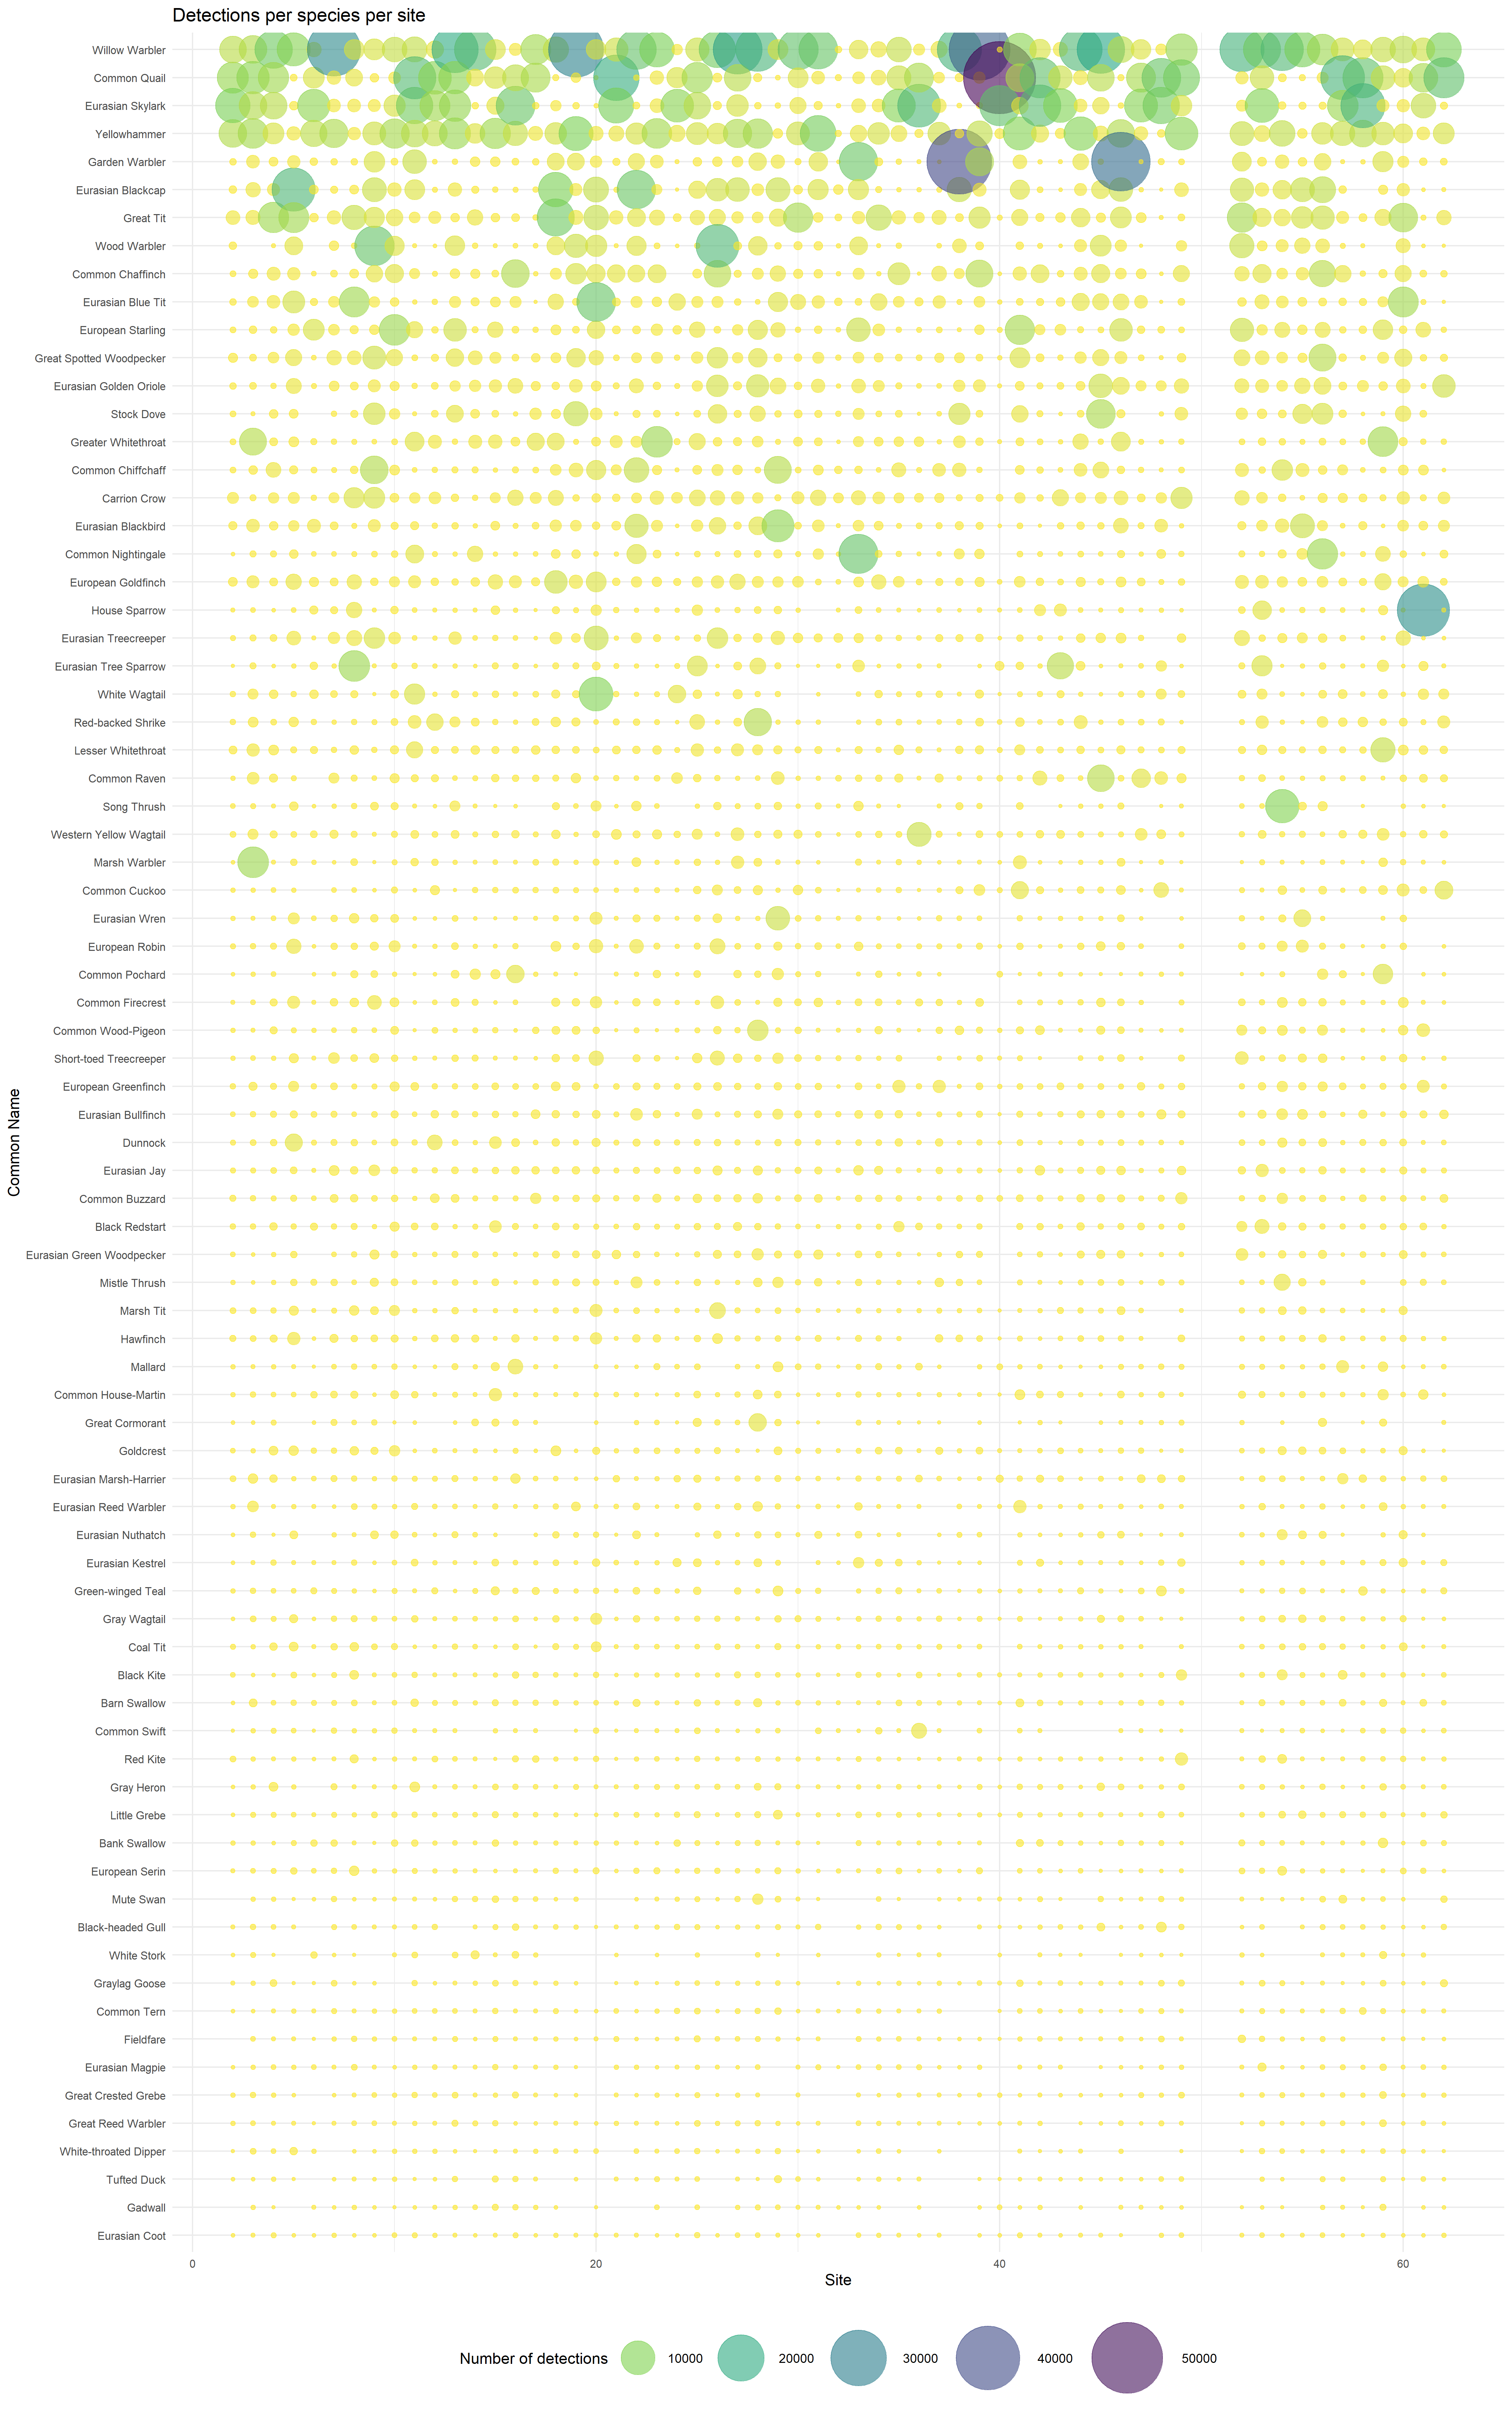 Detections per species per site
Willow Warbler
Common Quail
Eurasian Skylark
Yellowhammer
Garden Warbler
Eurasian Blackcap
Great Tit
Wood Warbler
Common Chaffinch
Eurasian Blue Tit
European Starling
Great Spotted Woodpecker
Eurasian Golden Oriole
Stock Dove
Greater Whitethroat
Common Chiffchaff
Carrion Crow
Eurasian Blackbird
Common Nightingale
European Goldfinch
House Sparrow
Eurasian Treecreeper
Eurasian Tree Sparrow
White Wagtail
Red-backed Shrike
Lesser Whitethroat
Common Raven
Song Thrush
Western Yellow Wagtail
Marsh Warbler
Common Cuckoo
Eurasian Wren
European Robin
Common Pochard
Common Firecrest
Common Wood-Pigeon
Short-toed Treecreeper
European Greenfinch
Eurasian Bullfinch
Dunnock
Eurasian Jay
Common Buzzard
Black Redstart
Eurasian Green Woodpecker
Mistle Thrush
Marsh Tit
Hawfinch
Mallard
Common House-Martin
Great Cormorant
Goldcrest
Eurasian Marsh-Harrier
Eurasian Reed Warbler
Eurasian Nuthatch
Eurasian Kestrel
Green-winged Teal
Gray Wagtail
Coal Tit
Black Kite
Barn Swallow
Common Swift
Red Kite
Gray Heron
Little Grebe
Bank Swallow
European Serin
Mute Swan
Black-headed Gull
White Stork
Graylag Goose
Common Tern
Fieldfare
Eurasian Magpie
Great Crested Grebe
Great Reed Warbler
White-throated Dipper
Tufted Duck
Gadwall
Eurasian Coot
Common Name
0 20 40 60
Site
Number of detections 10000 20000 30000 40000 50000